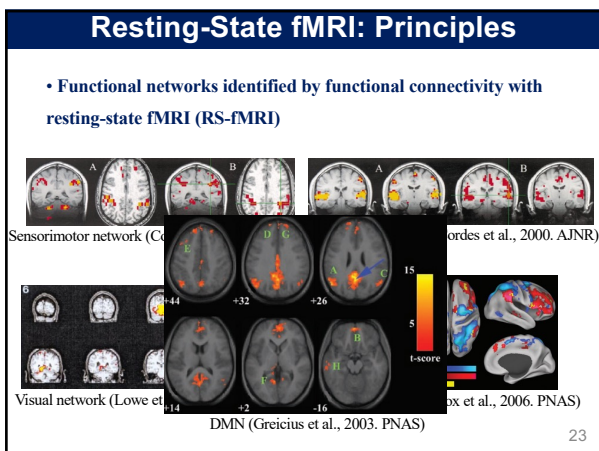 Resting-State fMRI: Principles
• Functional networks identified by functional connectivity with
resting-state fMRI (RS-fMRI)
A
B
A
B
Sensorimotor network (Co
ordes et al., 2000. AJNR)
D G
E
A
C
+44
+32
+26
15
5
t-score
B
H
F
+14
+2
-16
6
Visual network (Lowe et
ox et al., 2006. PNAS)
DMN (Greicius et al., 2003. PNAS)
23